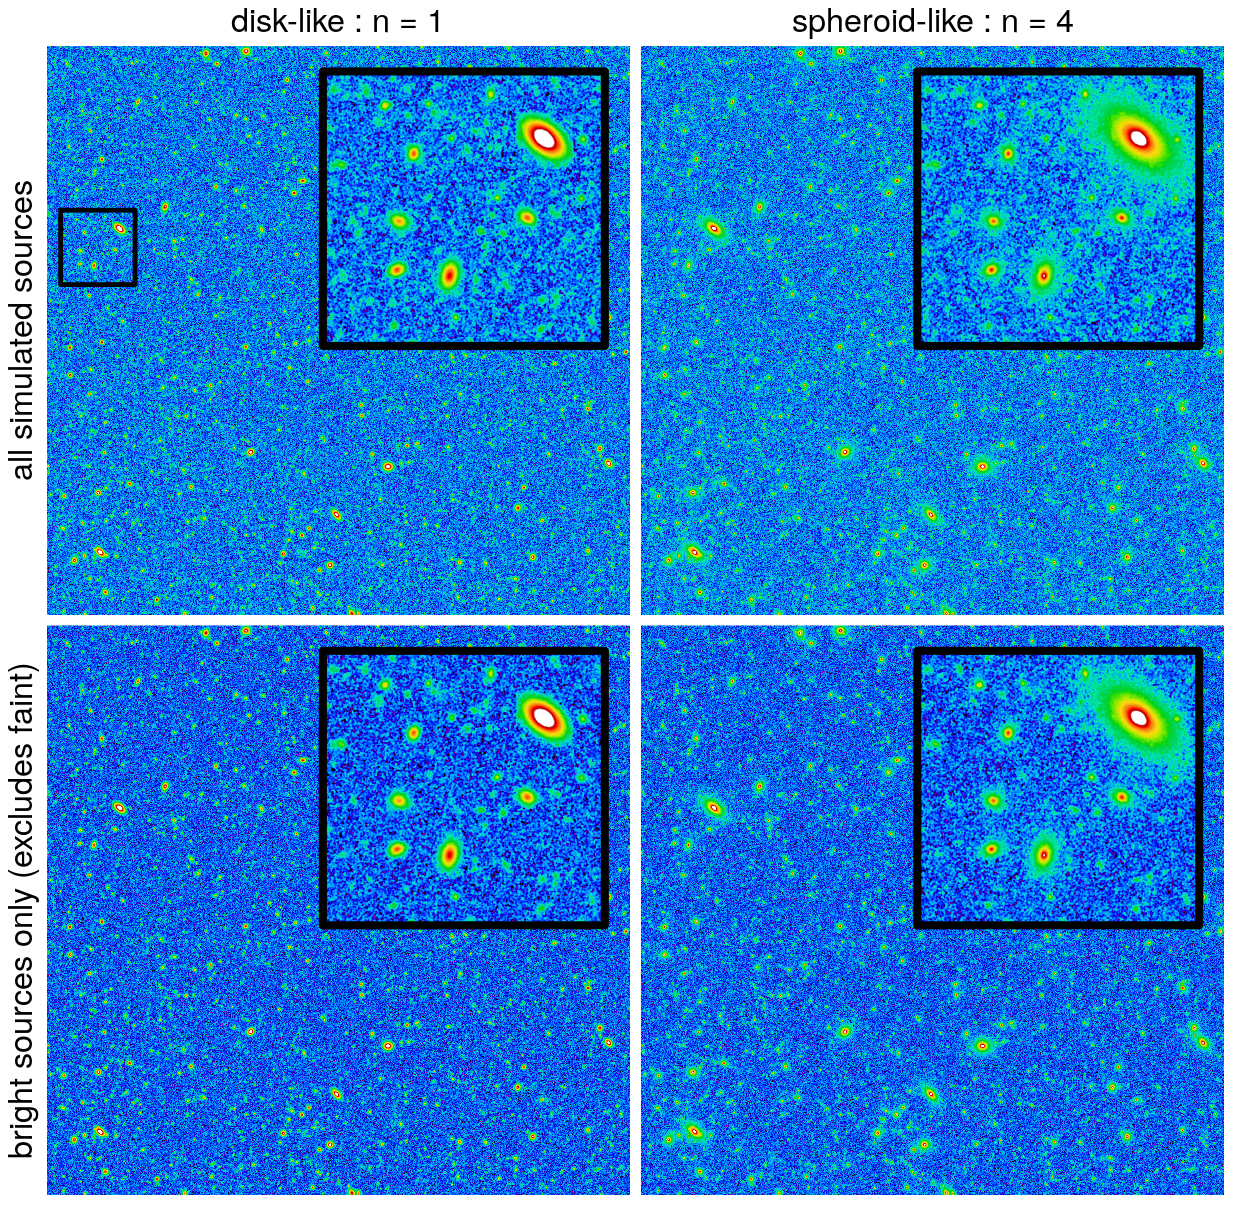 disk-like : n = 1
spheroid-like : n = 4
all simulated sources
bright sources only (excludes faint)